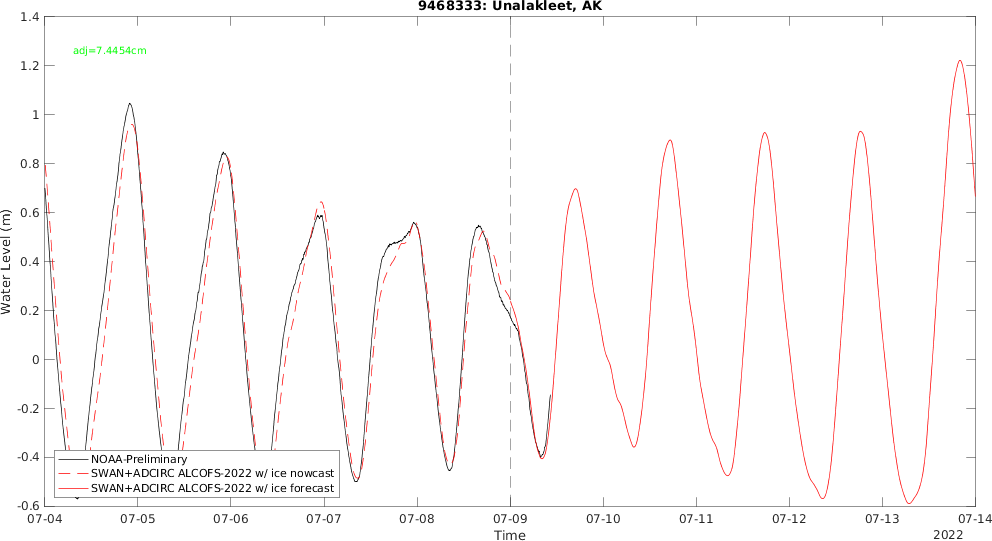 9468333: Unalakleet, AK
adj=7.4454cm
Water Level (m)
1.4
1.2
1
0.8
0.6
0.4
0.2
0
-0.2
-0.4
-0.6
NOAA-Preliminary
SWAN+ADCIRC ALCOFS-2022 w/ ice nowcast
SWAN+ADCIRC ALCOFS-2022 w/ ice forecast
07-04 07-05 07-06 07-07 07-08 07-09 07-10 07-11 07-12 07-13 07-14
Time
2022